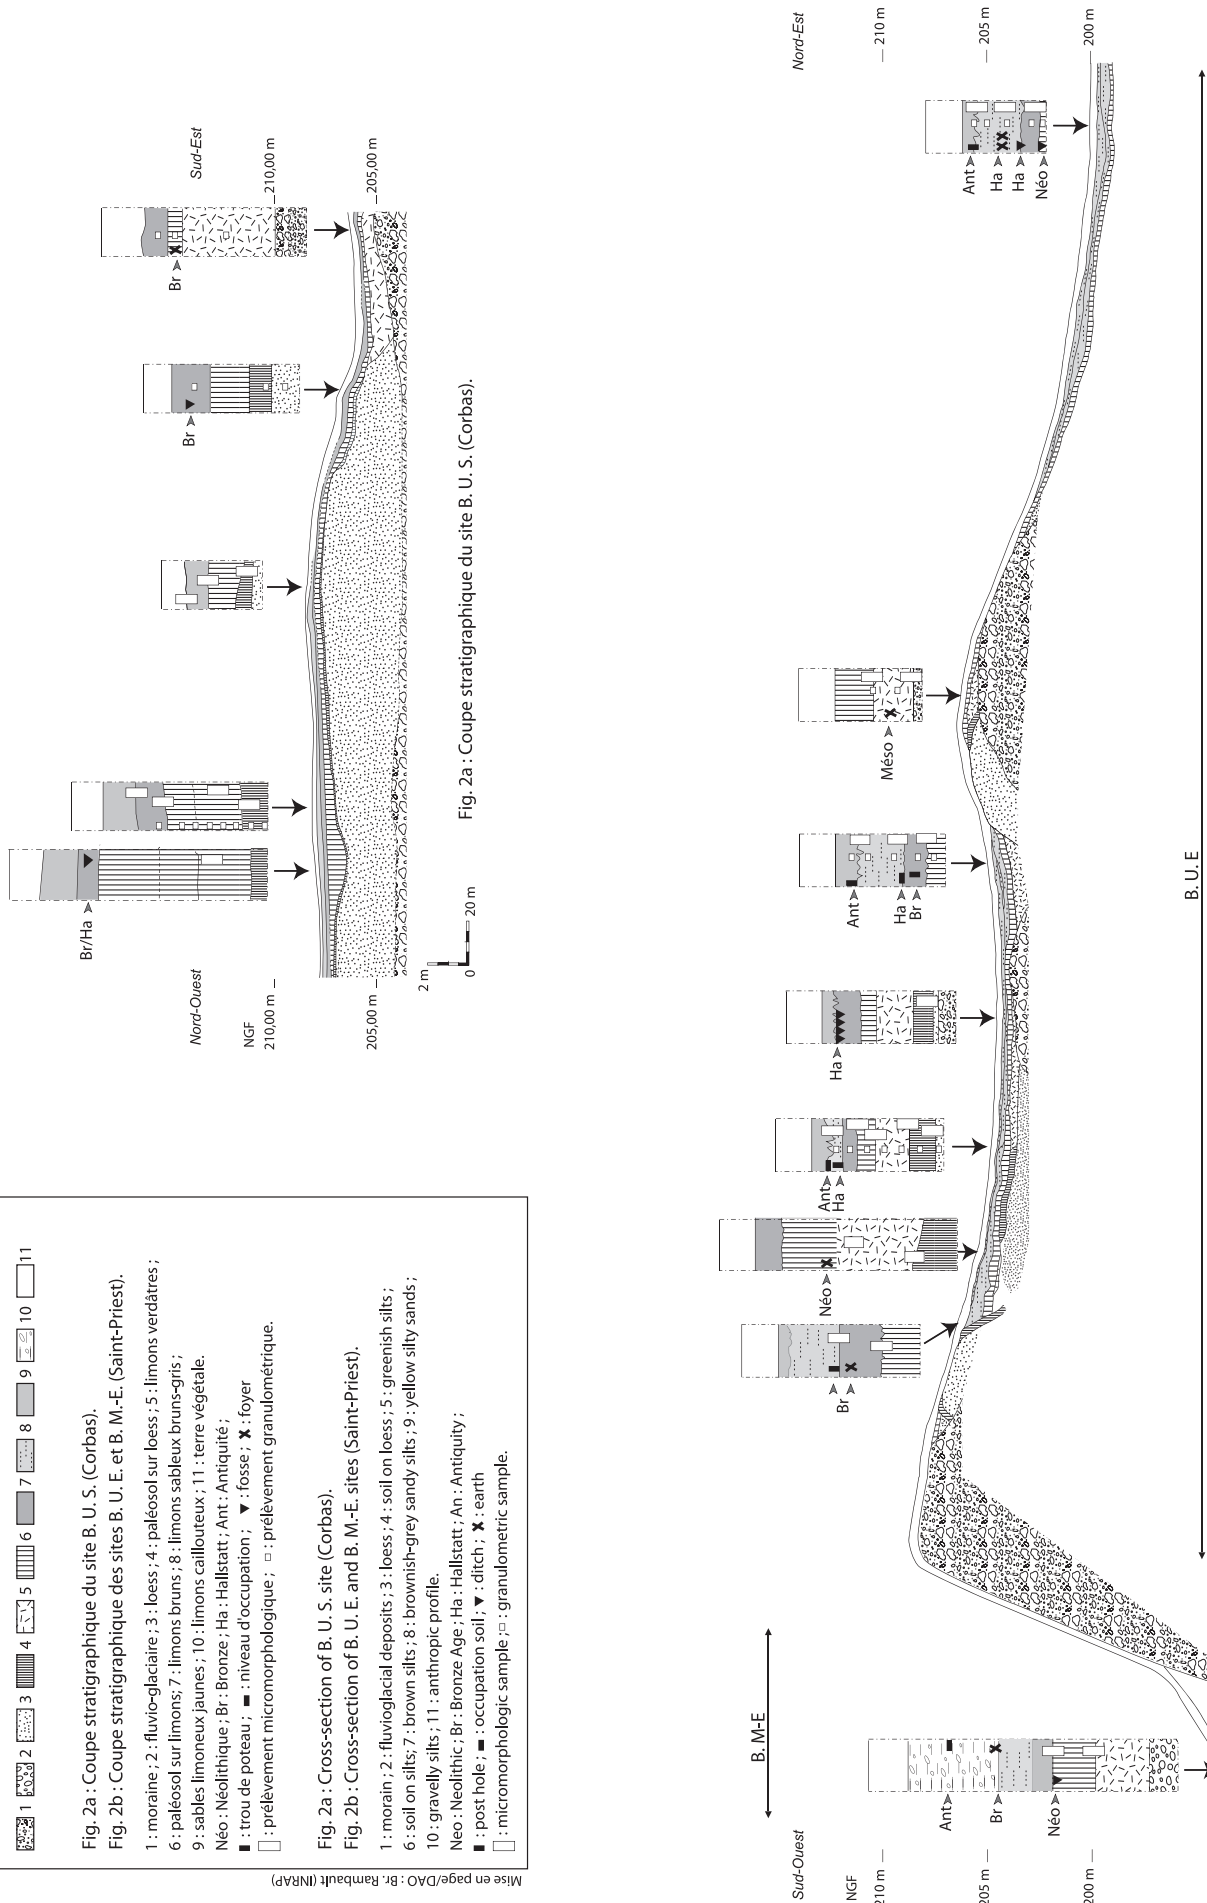 1 2 3 4 5 6 7 8 9 10 11
Fig. 2a : Coupe stratigraphique du site B. U. S. (Corbas).
Fig. 2b : Coupe stratigraphique des sites B. U. E. et B. M.-E. (Saint-Priest).
1 : moraine ; 2 : fluvio-glaciaire ; 3 : loess ; 4 : paléosol sur loess ; 5 : limons verdâtres ;
6 : paléosol sur limons; 7 : limons bruns ; 8 : limons sableux bruns-gris ;
9 : sables limoneux jaunes ; 10 : limons caillouteux ; 11 : terre végétale.
Néo : Néolithique ; Br : Bronze ; Ha : Hallstatt ; Ant : Antiquité ;
: trou de poteau ; : niveau d'occupation ; : fosse ; : foyer
: prélèvement micromorphologique ; : prélèvement granulométrique.
Fig. 2a : Cross-section of B. U. S. site (Corbas).
Fig. 2b : Cross-section of B. U. E. and B. M.-E. sites (Saint-Priest).
1 : morain ; 2 : fluvioglacial deposits ; 3 : loess ; 4 : soil on loess ; 5 : greenish silts ;
6 : soil on silts; 7 : brown silts ; 8 : brownish-grey sandy silts ; 9 : yellow silty sands ;
10 : gravelly silts ; 11 : anthropic profile.
Neo : Neolithic ; Br : Bronze Age ; Ha : Hallstatt ; An : Antiquity ;
: post hole ; : occupation soil ; : ditch ; : earth
: micromorphologic sample ; : granulometric sample.
Mise en page/DAO : Br. Rambault (INRAP)
Nord-Ouest
Sud-Est
NGF
210,00 m
205,00 m
210,00 m
205,00 m
Br/Ha
Br
Br
2 m
0
20 m
Fig. 2a : Coupe stratigraphique du site B. U. S. (Corbas).
Sud-Ouest
Nord-Est
NGF
210 m
205 m
200 m
210 m
205 m
200 m
B. M-E
B. U. E
Ant
Br
Néo
Br
Néo
Ant
Ha
Ha
Ant
Ha
Br
Méso
Ant
Ha
Ha
Néo